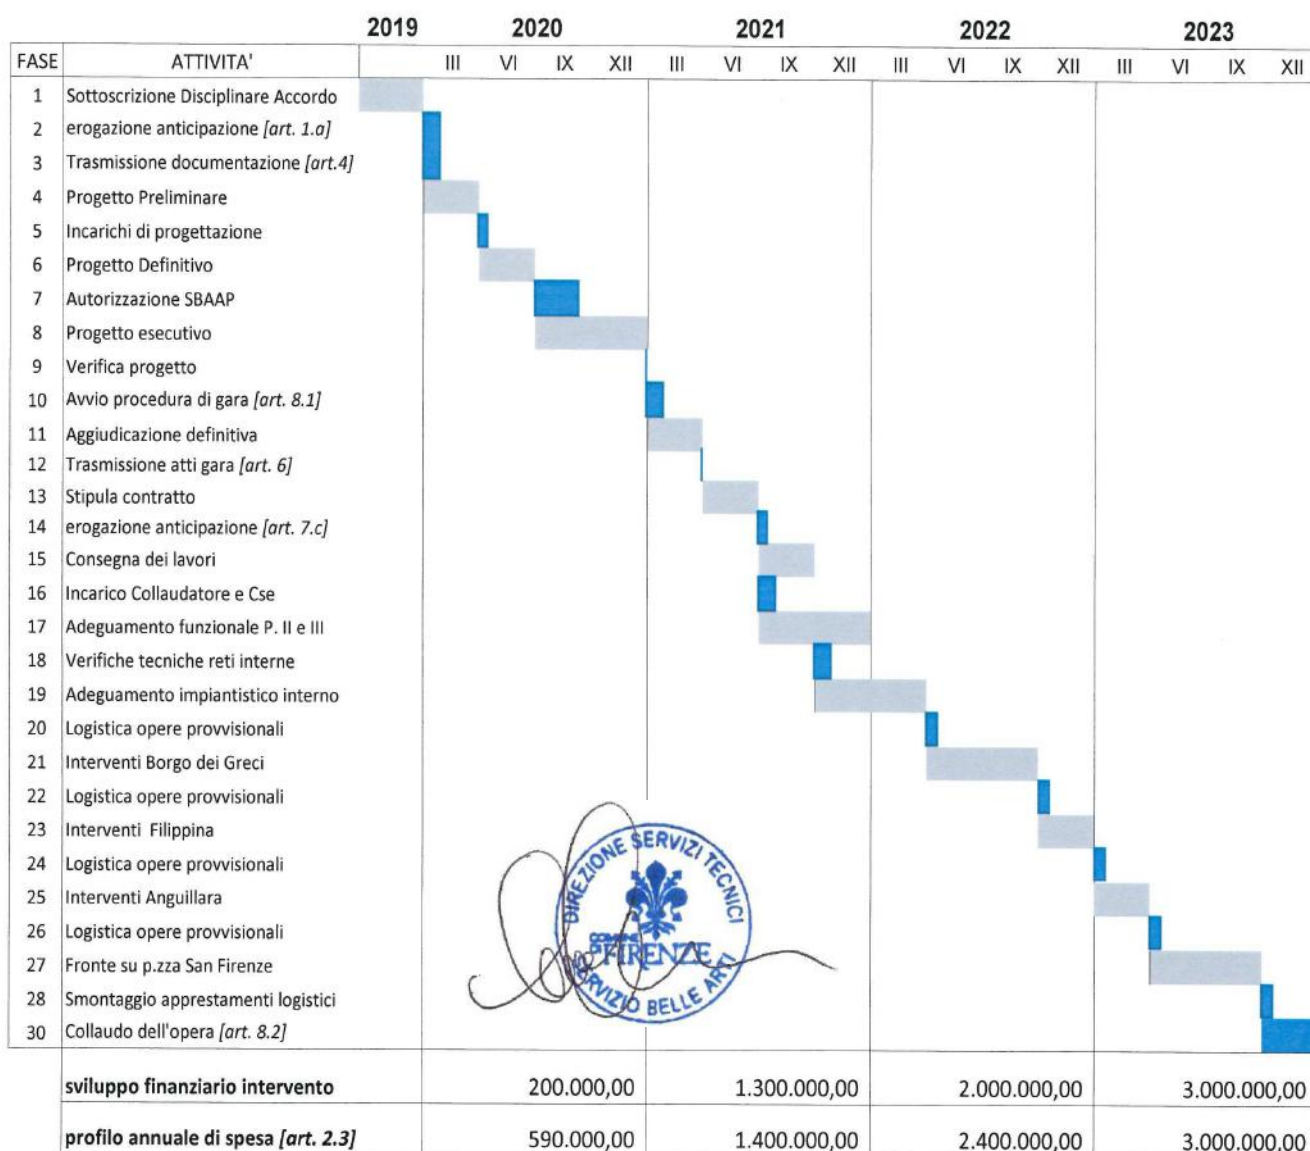 2019 2020 2021 2022 2023
FASE ATTIVITA' III VI IX XII III VI IX XII III VI IX XII III VI IX XII
1 Sottoscrizione Disciplinare Accordo
2 erogazione anticipazione [art. 1.a]
3 Trasmissione documentazione [art.4]
4 Progetto Preliminare
5 Incarichi di progettazione
6 Progetto Definitivo
7 Autorizzazione SBAAP
8 Progetto esecutivo
9 Verifica progetto
10 Avvio procedura di gara [art. 8.1]
11 Aggiudicazione definitiva
12 Trasmissione atti gara [art. 6]
13 Stipula contratto
14 erogazione anticipazione [art. 7.c]
15 Consegna dei lavori
16 Incarico Collaudatore e Cse
17 Adeguamento funzionale P. II e III
18 Verifiche tecniche reti interne
19 Adeguamento impiantistico interno
20 Logistica opere provvisionali
21 Interventi Borgo dei Greci
22 Logistica opere provvisionali
23 Interventi Filippina
24 Logistica opere provvisionali
25 Interventi Anguillara
26 Logistica opere provvisionali
27 Fronte su p.zza San Firenze
28 Smontaggio apprestamenti logistici
30 Collaudo dell'opera [art. 8.2]
DIREZIONE SERVIZI TECNICI
FIRENZE
SERVIZIO BELLE ARTI
sviluppo finanziario intervento 200.000,00 1.300.000,00 2.000.000,00 3.000.000,00
profilo annuale di spesa [art. 2.3] 590.000,00 1.400.000,00 2.400.000,00 3.000.000,00